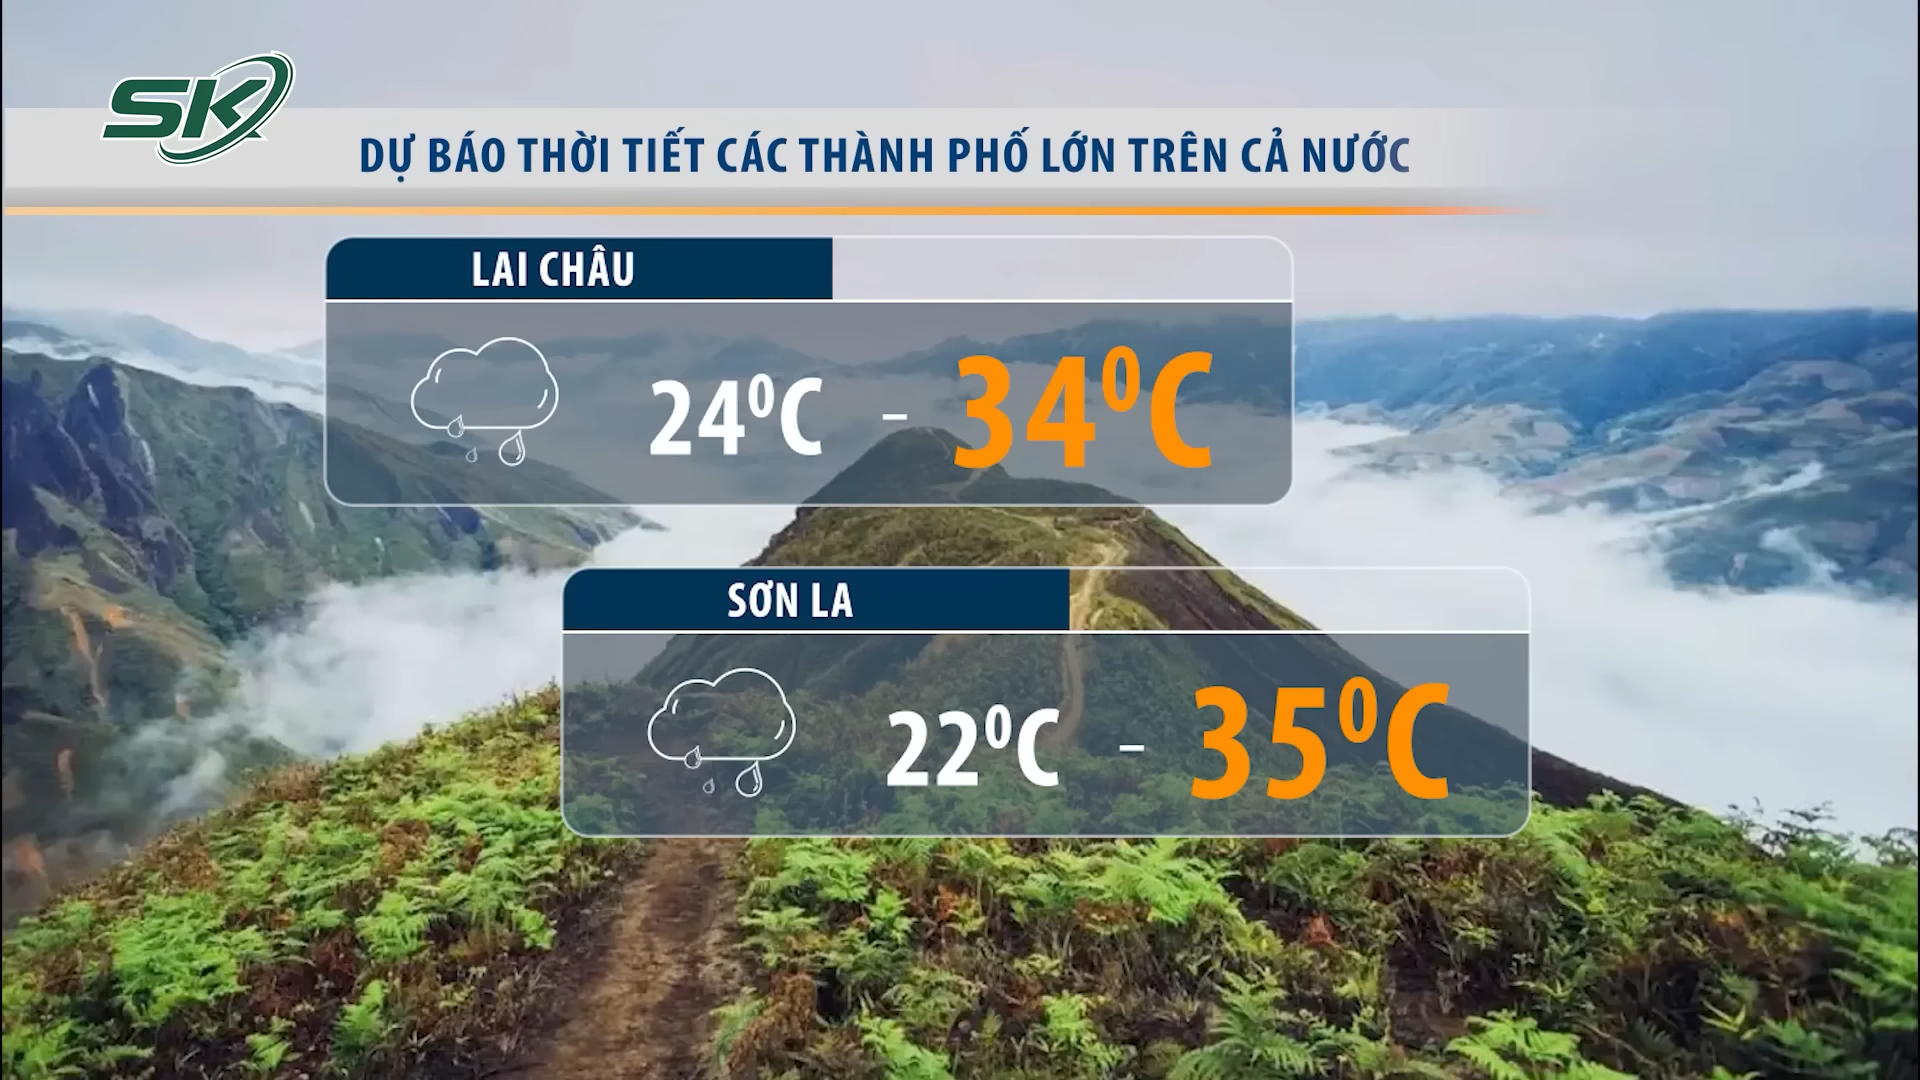 SK
DỰ BÁO THỜI TIẾT CÁC THÀNH PHỐ LỚN TRÊN CẢ NƯỚC
LAI CHÂU
24⁰C - 34⁰C
SƠN LA
22⁰C - 35⁰C